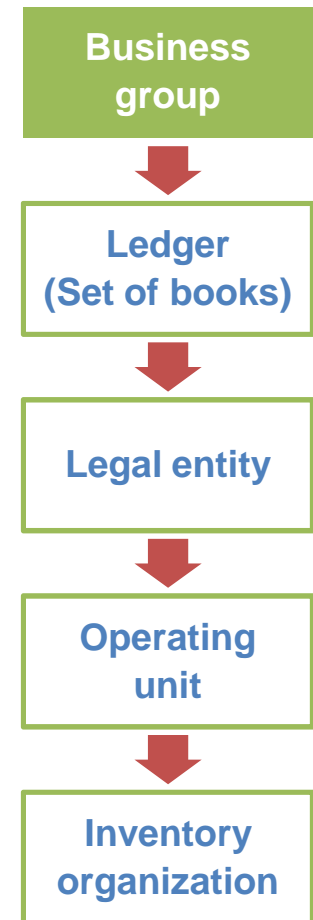 Business
group
Ledger
(Set of books)
Legal entity
Operating
unit
Inventory
organization